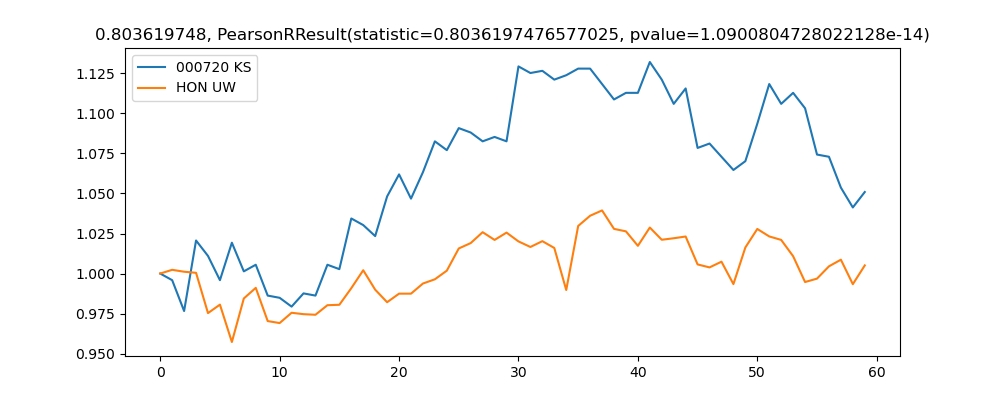 0.803619748, PearsonRResult(statistic=0.8036197476577025, pvalue=1.0900804728022128e-14)
000720 KS
HON UW
1.125
1.100
1.075
1.050
1.025
1.000
0.975
0.950
0 10 20 30 40 50 60